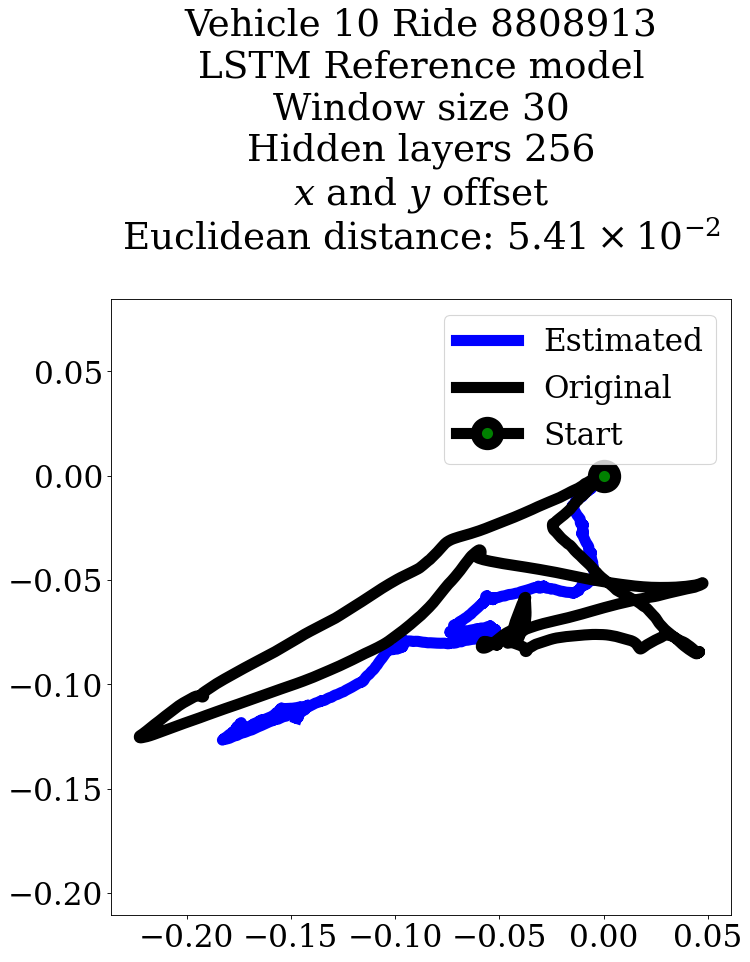 Vehicle 10 Ride 8808913
LSTM Reference model
Window size 30
Hidden layers 256
x and y offset
Euclidean distance: 5.41 × 10⁻²
Estimated
Original
Start
0.05
0.00
−0.05
−0.10
−0.15
−0.20
−0.20 −0.15 −0.10 −0.05 0.00 0.05